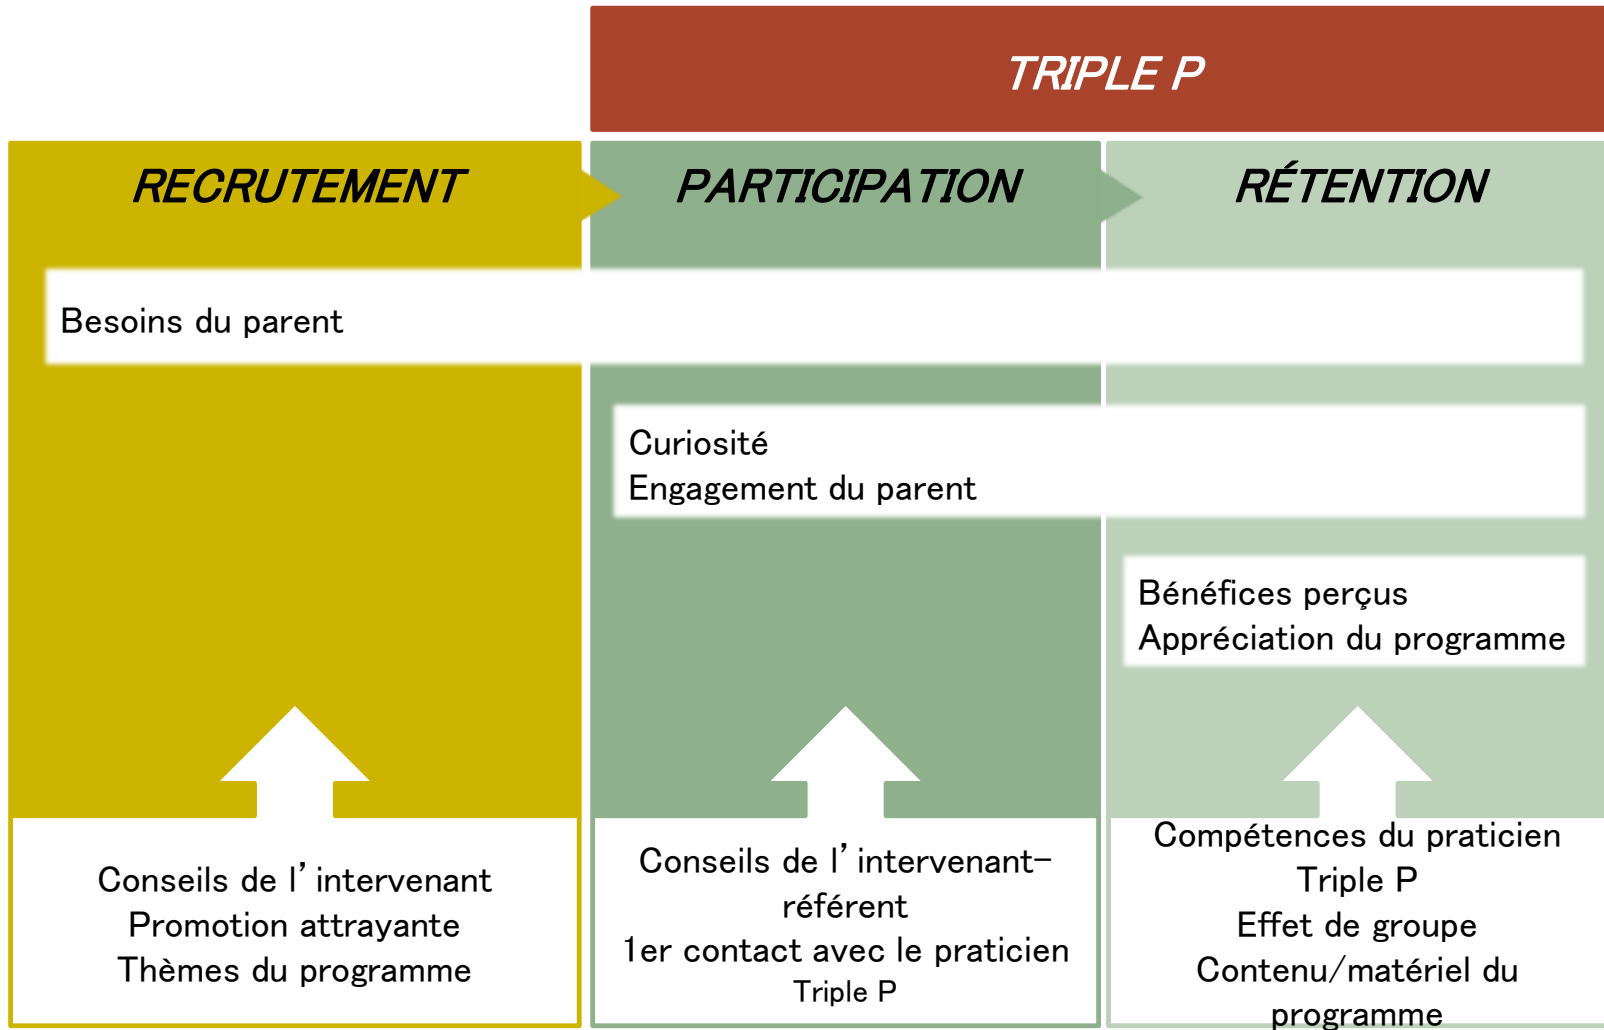 TRIPLE P
RECRUTEMENT
PARTICIPATION
RÉTENTION
Besoins du parent
Curiosité
Engagement du parent
Bénéfices perçus
Appréciation du programme
Conseils de l’intervenant
Promotion attrayante
Thèmes du programme
Conseils de l’intervenant-
référent
1er contact avec le praticien
Triple P
Compétences du praticien
Triple P
Effet de groupe
Contenu/matériel du
programme